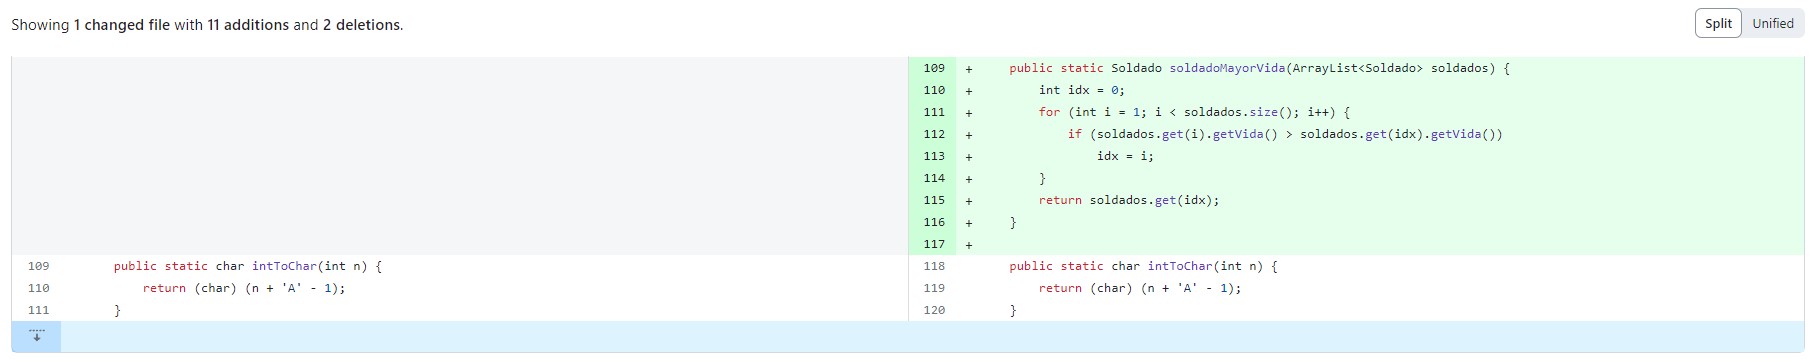 Showing 1 changed file with 11 additions and 2 deletions.
Split Unified
109 + public static Soldado soldadoMayorVida(ArrayList<Soldado> soldados) {
110 + int idx = 0;
111 + for (int i = 1; i < soldados.size(); i++) {
112 + if (soldados.get(i).getVida() > soldados.get(idx).getVida())
113 + idx = i;
114 + }
115 + return soldados.get(idx);
116 + }
117 +
109 public static char intToChar(int n) {
110 return (char) (n + 'A' - 1);
111 }
118 public static char intToChar(int n) {
119 return (char) (n + 'A' - 1);
120 }